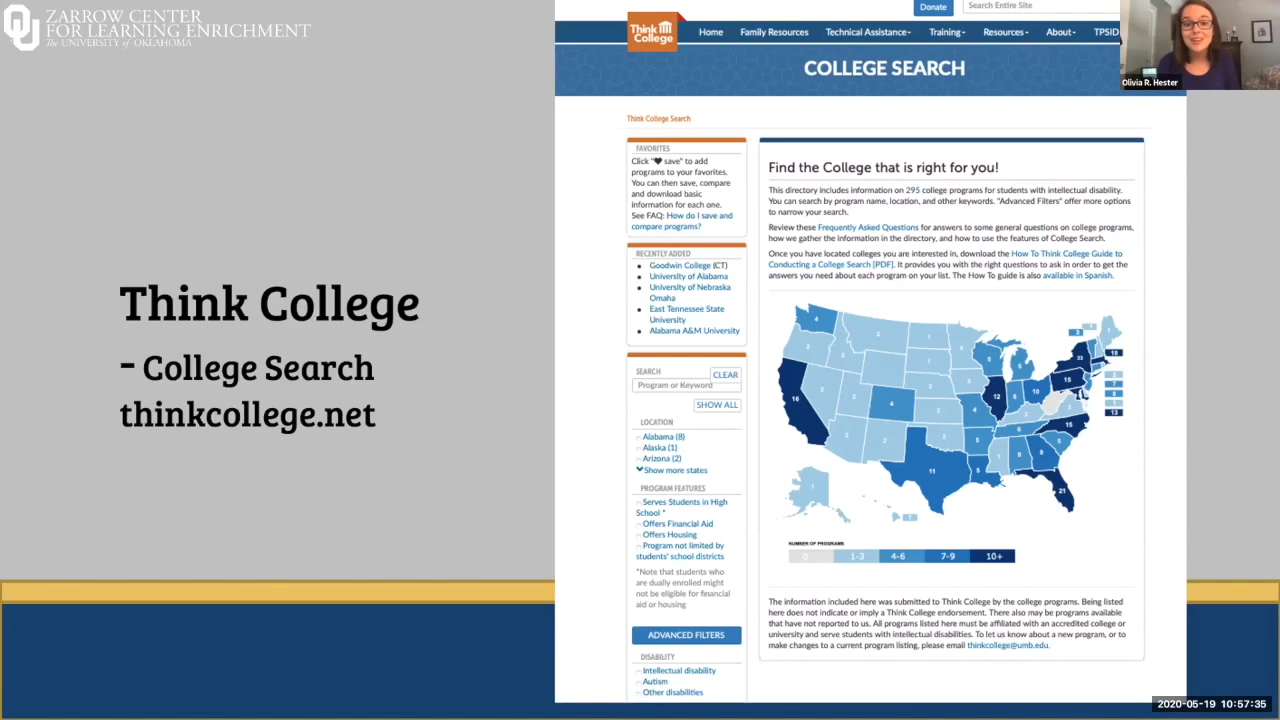 ZARROW CENTER
FOR LEARNING ENRICHMENT
The UNIVERSITY of OKLAHOMA
Think College
- College Search
thinkcollege.net
Donate
Search Entire Site
Think
College
Home Family Resources Technical Assistance Training Resources About TPSID
COLLEGE SEARCH
Think College Search
FAVORITES
Click "♥ save" to add
programs to your favorites.
You can then save, compare
and download basic
information for each one.
See FAQ: How do I save and
compare programs?
RECENTLY ADDED
Goodwin College (CT)
University of Alabama
University of Nebraska
Omaha
East Tennessee State
University
Alabama A&M University
SEARCH
CLEAR
Program or Keyword
SHOW ALL
LOCATION
Alabama (8)
Alaska (1)
Arizona (2)
Show more states
PROGRAM FEATURES
Serves Students in High
School *
Offers Financial Aid
Offers Housing
Program not limited by
students' school districts
*Note that students who
are dually enrolled might
not be eligible for financial
aid or housing
ADVANCED FILTERS
DISABILITY
Intellectual disability
Autism
Other disabilities
Find the College that is right for you!
This directory includes information on 295 college programs for students with intellectual disability.
You can search by program name, location, and other keywords. "Advanced Filters" offer more options
to narrow your search.
Review these Frequently Asked Questions for answers to some general questions on college programs,
how we gather the information in the directory, and how to use the features of College Search.
Once you have located colleges you are interested in, download the How To Think College Guide to
Conducting a College Search [PDF]. It provides you with the right questions to ask in order to get the
answers you need about each program on your list. The How To guide is also available in Spanish.
4
33
18
15
10
12
16
4
15
11
21
13
NUMBER OF PROGRAMS
0 1-3 4-6 7-9 10+
The information included here was submitted to Think College by the college programs. Being listed
here does not indicate or imply a Think College endorsement. There also may be programs available
that have not reported to us. All programs listed here must be affiliated with an accredited college or
university and serve students with intellectual disabilities. To let us know about a new program, or to
make changes to a current program listing, please email thinkcollege@umb.edu.
Olivia R. Hester
2020-05-19 10:57:35